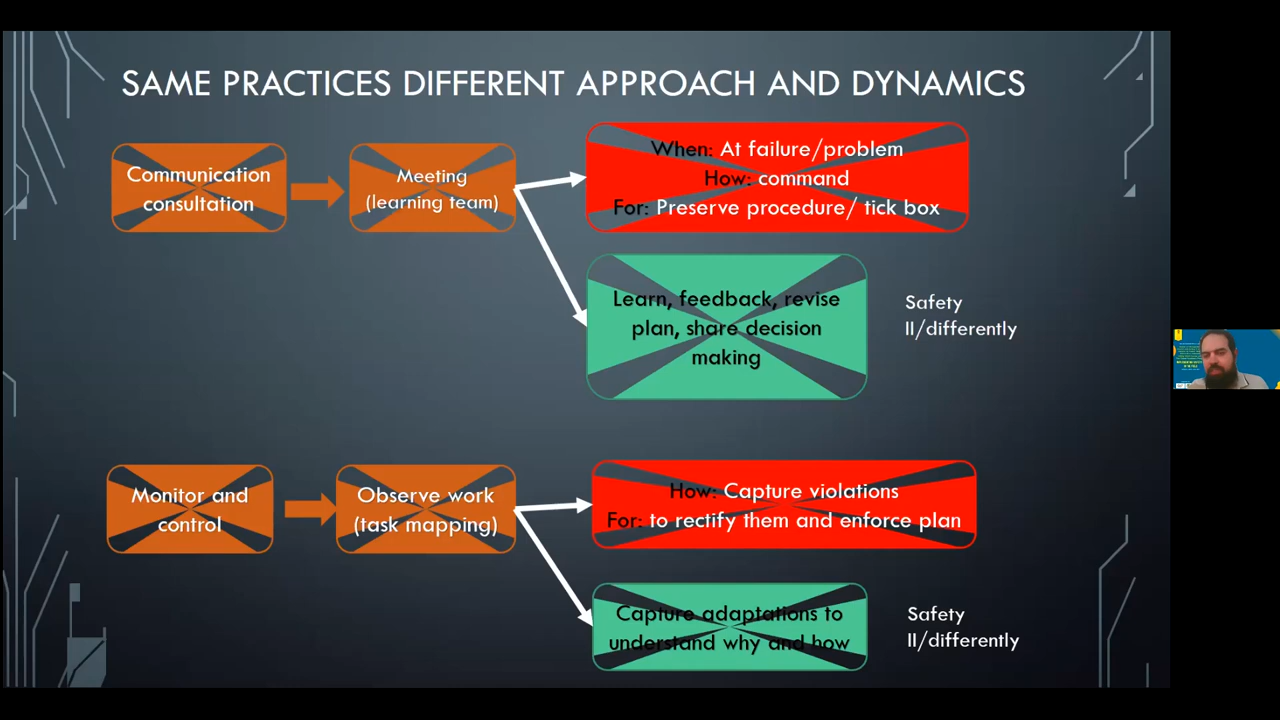 SAME PRACTICES DIFFERENT APPROACH AND DYNAMICS
Communication
consultation
Meeting
(learning team)
When: At failure/problem
How: command
For: Preserve procedure/ tick box
Learn, feedback, revise
plan, share decision
making
Safety
II/differently
Monitor and
control
Observe work
(task mapping)
How: Capture violations
For: to rectify them and enforce plan
Capture adaptations to
understand why and how
Safety
II/differently